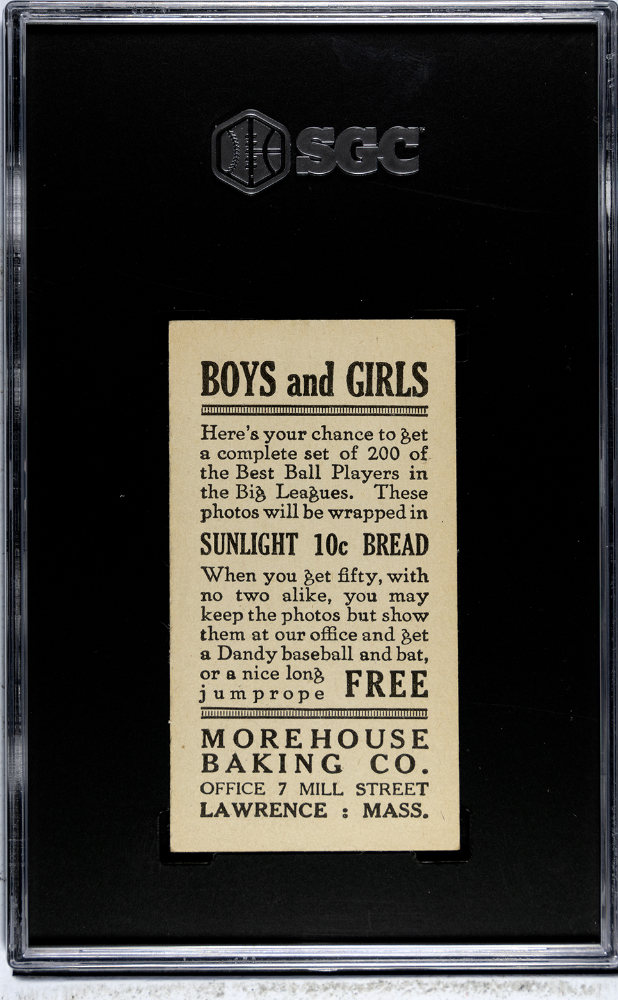 SGC
BOYS and GIRLS
Here's your chance to get
a complete set of 200 of
the Best Ball Players in
the Big Leagues. These
photos will be wrapped in
SUNLIGHT 10c BREAD
When you get fifty, with
no two alike, you may
keep the photos but show
them at our office and get
a Dandy baseball and bat,
or a nice long
jumprope FREE
MOREHOUSE
BAKING CO.
OFFICE 7 MILL STREET
LAWRENCE : MASS.